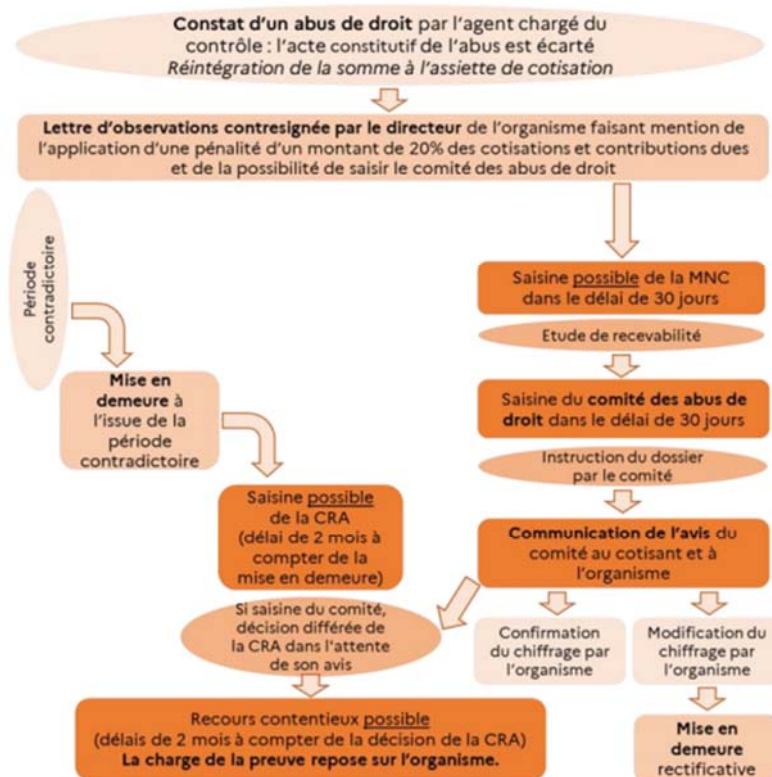 Constat d'un abus de droit par l'agent chargé du
contrôle : l'acte constitutif de l'abus est écarté
Réintégration de la somme à l'assiette de cotisation
Lettre d'observations contresignée par le directeur de l'organisme faisant mention de
l'application d'une pénalité d'un montant de 20% des cotisations et contributions dues
et de la possibilité de saisir le comité des abus de droit
Période
contradictoire
Mise en
demeure à
l'issue de la
période
contradictoire
Saisine possible
de la CRA
(délai de 2 mois à
compter de la
mise en demeure)
Saisine possible de la MNC
dans le délai de 30 jours
Etude de recevabilité
Saisine du comité des abus de
droit dans le délai de 30 jours
Instruction du dossier
par le comité
Communication de l'avis du
comité au cotisant et à
l'organisme
Si saisine du comité,
décision différée de
la CRA dans l'attente
de son avis
Confirmation
du chiffrage par
l'organisme
Modification du
chiffrage par
l'organisme
Recours contentieux possible
(délais de 2 mois à compter de la décision de la CRA)
La charge de la preuve repose sur l'organisme.
Mise en
demeure
rectificative